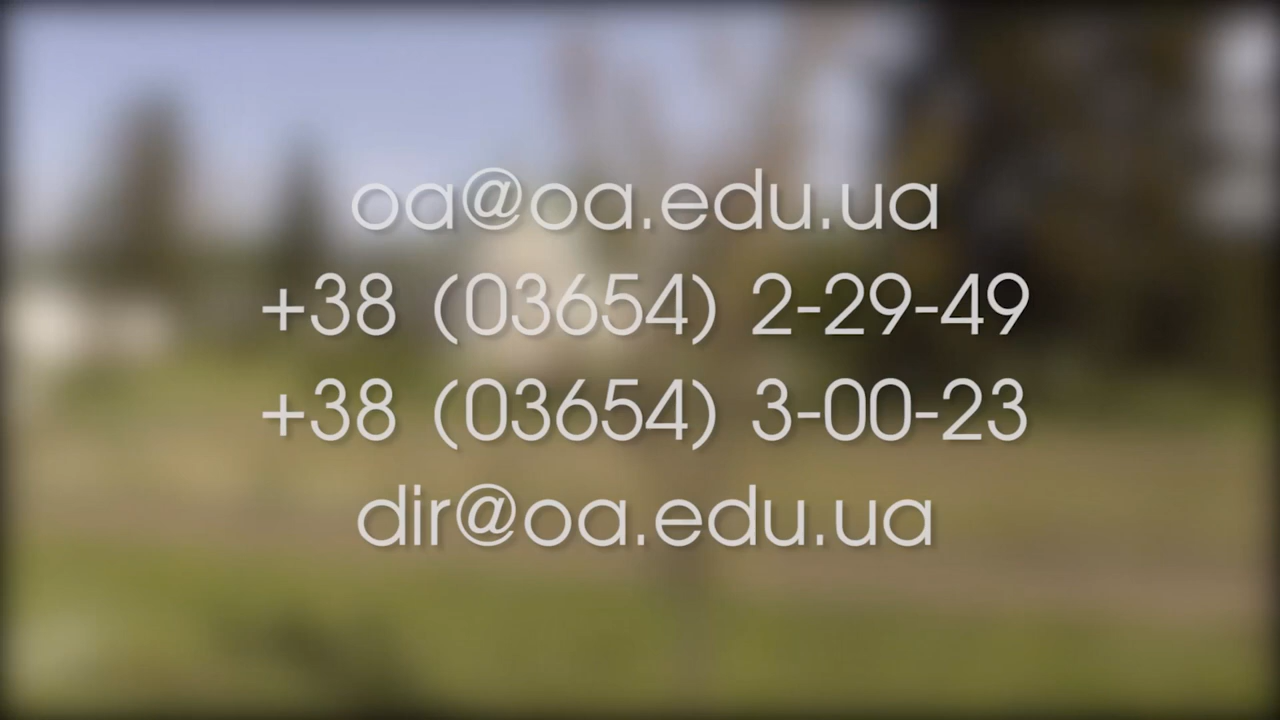 oa@oa.edu.ua
+38 (03654) 2-29-49
+38 (03654) 3-00-23
dir@oa.edu.ua